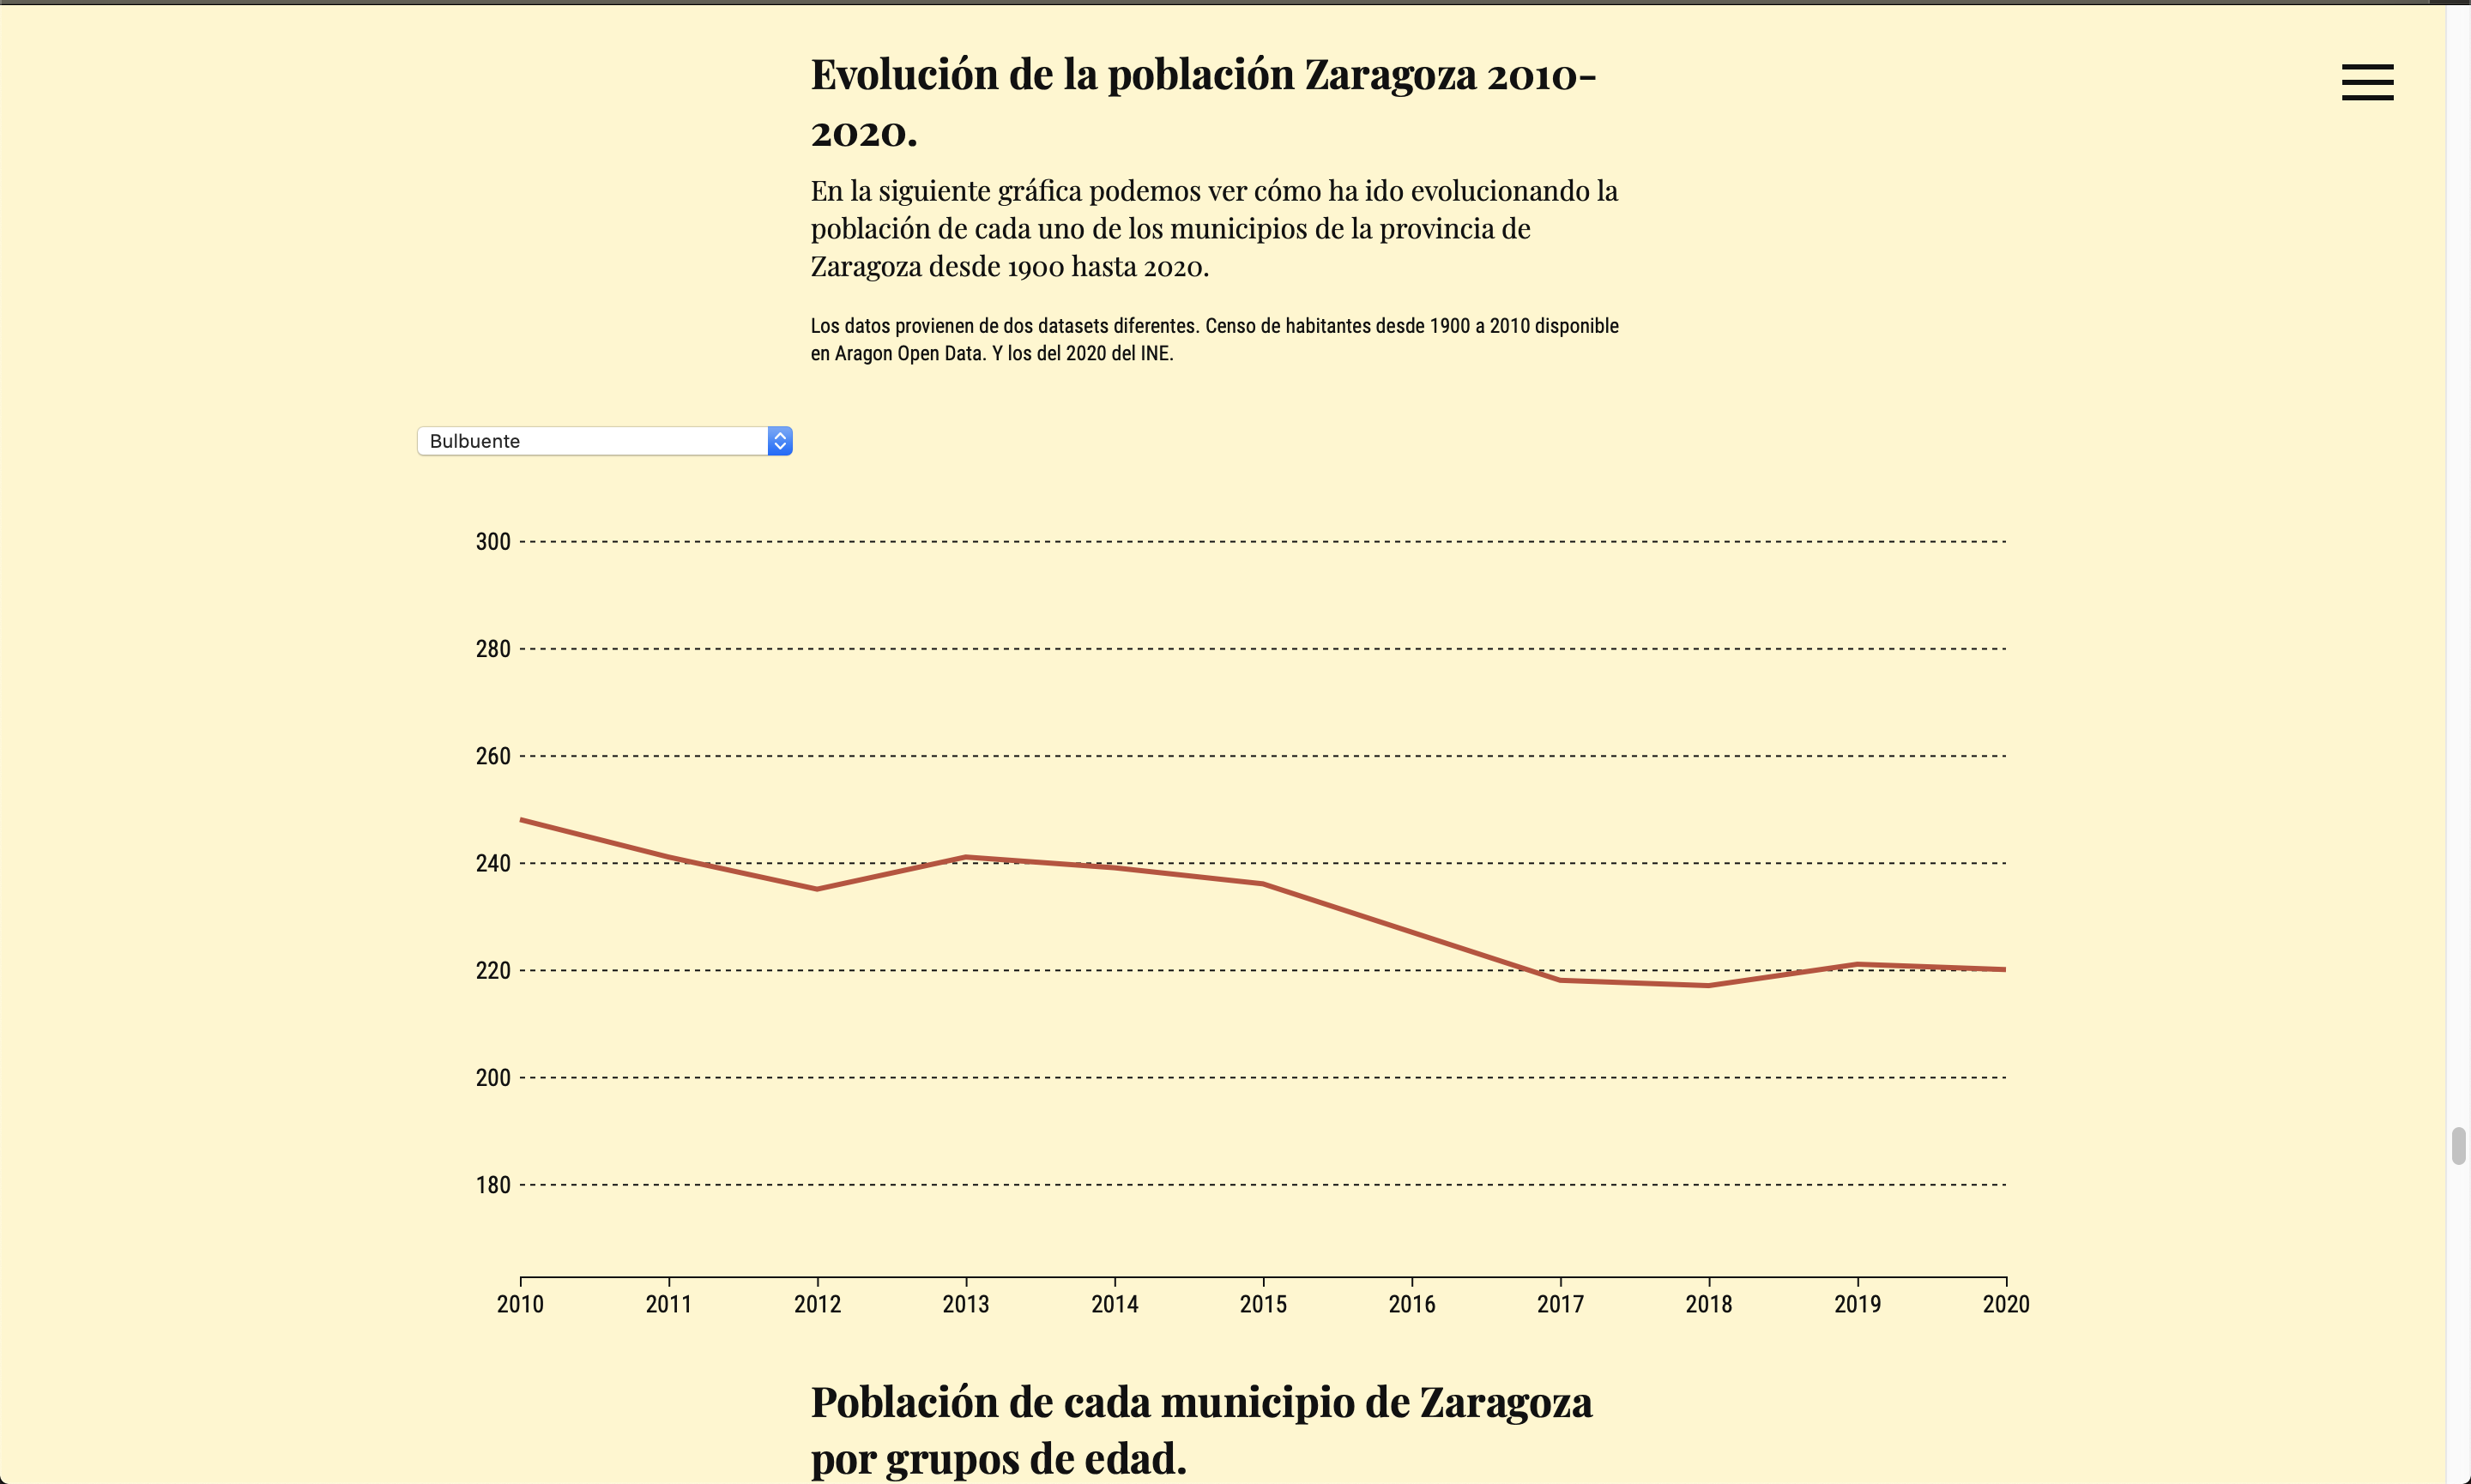 Evolución de la población Zaragoza 2010-
2020.
En la siguiente gráfica podemos ver cómo ha ido evolucionando la
población de cada uno de los municipios de la provincia de
Zaragoza desde 1900 hasta 2020.
Los datos provienen de dos datasets diferentes. Censo de habitantes desde 1900 a 2010 disponible
en Aragon Open Data. Y los del 2020 del INE.
Bulbuente
300
280
260
240
220
200
180
2010 2011 2012 2013 2014 2015 2016 2017 2018 2019 2020
Población de cada municipio de Zaragoza
por grupos de edad.